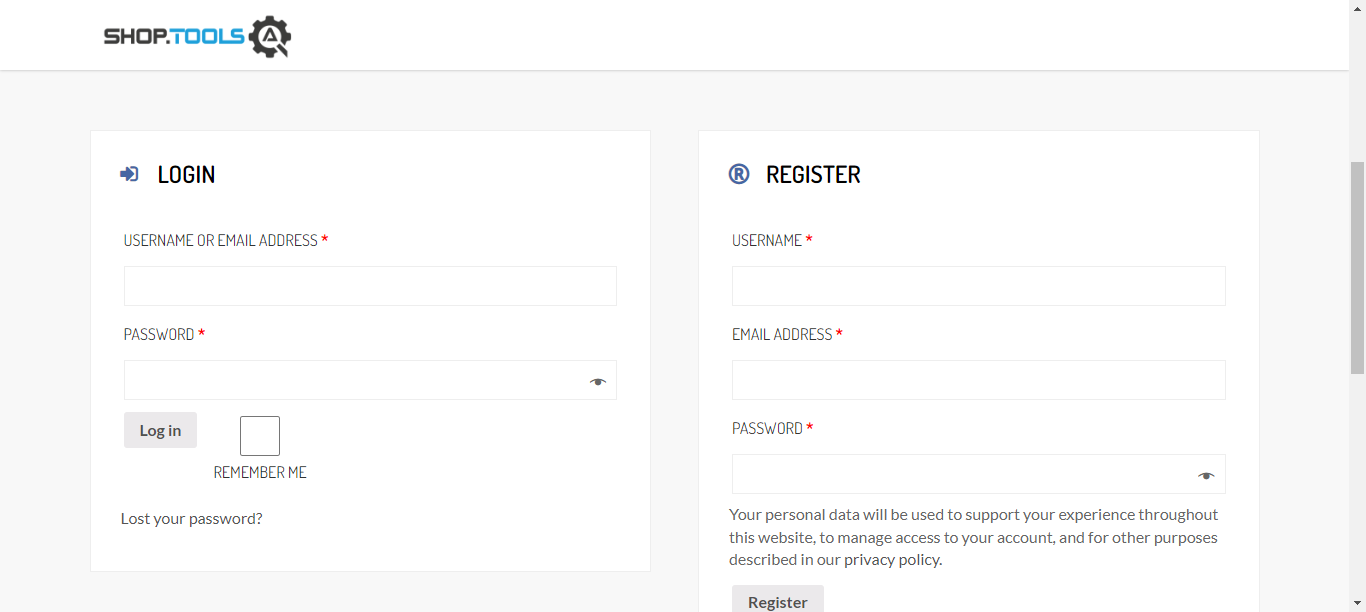 SHOP.TOOLS
LOGIN
USERNAME OR EMAIL ADDRESS *
PASSWORD *
Log in
REMEMBER ME
Lost your password?
REGISTER
USERNAME *
EMAIL ADDRESS *
PASSWORD *
Your personal data will be used to support your experience throughout
this website, to manage access to your account, and for other purposes
described in our privacy policy.
Register